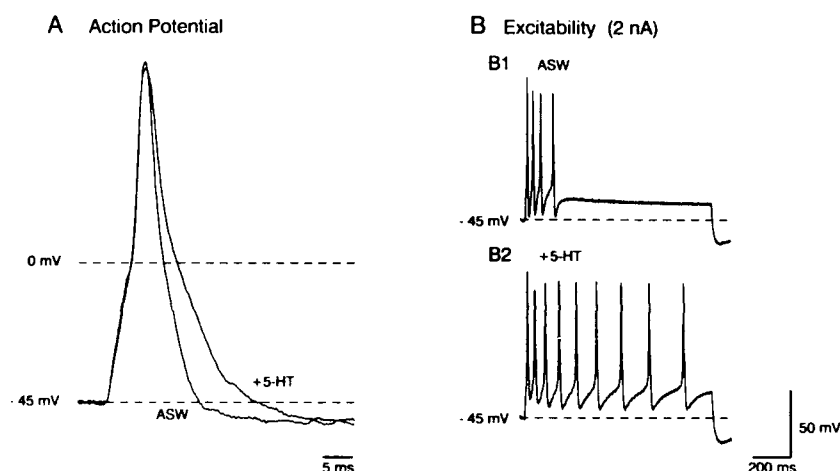 A Action Potential
0 mV
- 45 mV
+5-HT
ASW
5 ms
B Excitability (2 nA)
B1 ASW
- 45 mV
B2 +5-HT
- 45 mV
50 mV
200 ms